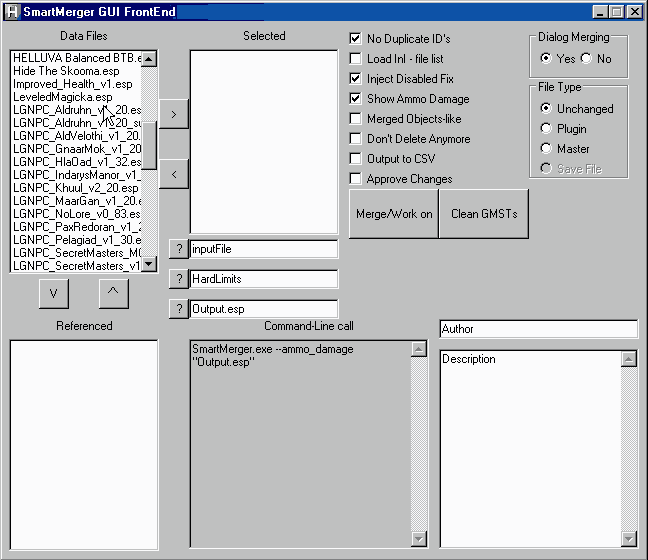 SmartMerger GUI FrontEnd
Data Files
HELLUVA Balanced BTB.e
Hide The Skooma.esp
Improved_Health_v1.esp
LeveledMagicka.esp
LGNPC_Aldruhn_v1_20.es
LGNPC_Aldruhn_v1_20_su
LGNPC_AldVelothi_v1_20.
LGNPC_GnaarMok_v1_20
LGNPC_HlaOad_v1_32.es
LGNPC_IndarysManor_v1_
LGNPC_Khuul_v2_20.esp
LGNPC_MaarGan_v1_20.
LGNPC_NoLore_v0_83.es
LGNPC_PaxRedoran_v1_2
LGNPC_Pelagiad_v1_30.e
LGNPC_SecretMasters_M0
LGNPC_SecretMasters_v1
V
^
>
<
Selected
? inputFile
? HardLimits
? Output.esp
No Duplicate ID's
Load InI - file list
Inject Disabled Fix
Show Ammo Damage
Merged Objects-like
Don't Delete Anymore
Output to CSV
Approve Changes
Merge/Work on
Clean GMSTs
Dialog Merging
Yes No
File Type
Unchanged
Plugin
Master
Save File
Referenced
Command-Line call
SmartMerger.exe --ammo_damage
"Output.esp"
Author
Description